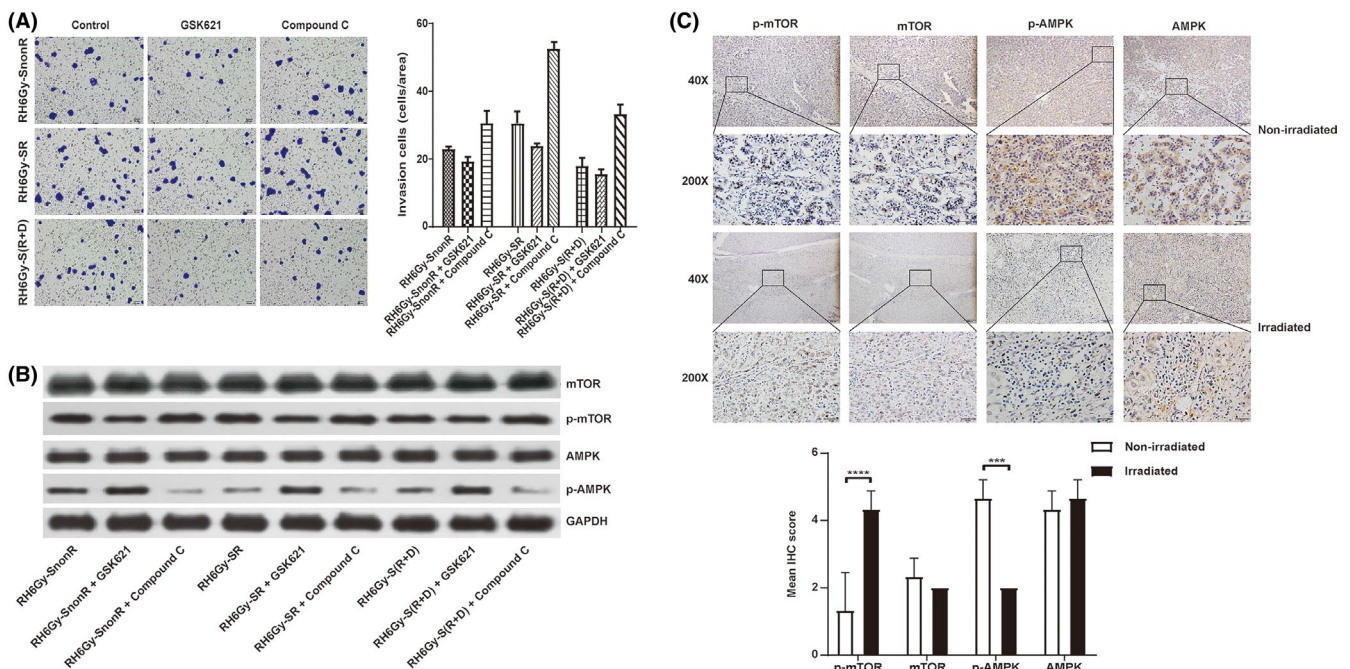 (A)
Control
GSK621
Compound C
RH6Gy-SnonR
RH6Gy-SR
RH6Gy-S(R+D)
Invasion cells (cells/area)
60
40
20
0
RH6Gy-SnonR
RH6Gy-SnonR + GSK621
RH6Gy-SnonR + Compound C
RH6Gy-SR
RH6Gy-SR + GSK621
RH6Gy-SR + Compound C
RH6Gy-S(R+D)
RH6Gy-S(R+D) + GSK621
RH6Gy-S(R+D) + Compound C
(B)
mTOR
p-mTOR
AMPK
p-AMPK
GAPDH
RH6Gy-SnonR
RH6Gy-SnonR + GSK621
RH6Gy-SnonR + Compound C
RH6Gy-SR
RH6Gy-SR + GSK621
RH6Gy-SR + Compound C
RH6Gy-S(R+D)
RH6Gy-S(R+D) + GSK621
RH6Gy-S(R+D) + Compound C
(C)
p-mTOR
mTOR
p-AMPK
AMPK
40X
Non-irradiated
200X
40X
Irradiated
200X
Non-irradiated
Irradiated
Mean IHC score
6
4
2
0
****
***
p-mTOR
mTOR
p-AMPK
AMPK